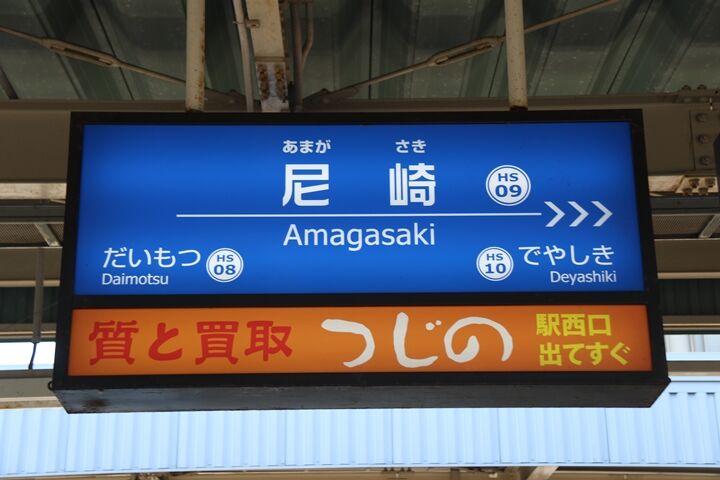 あまが さき
尼 崎 HS 09
Amagasaki
だいもつ HS 08
Daimotsu
HS 10 でやしき
Deyashiki
質と買取 つじの 駅西口
出てすぐ